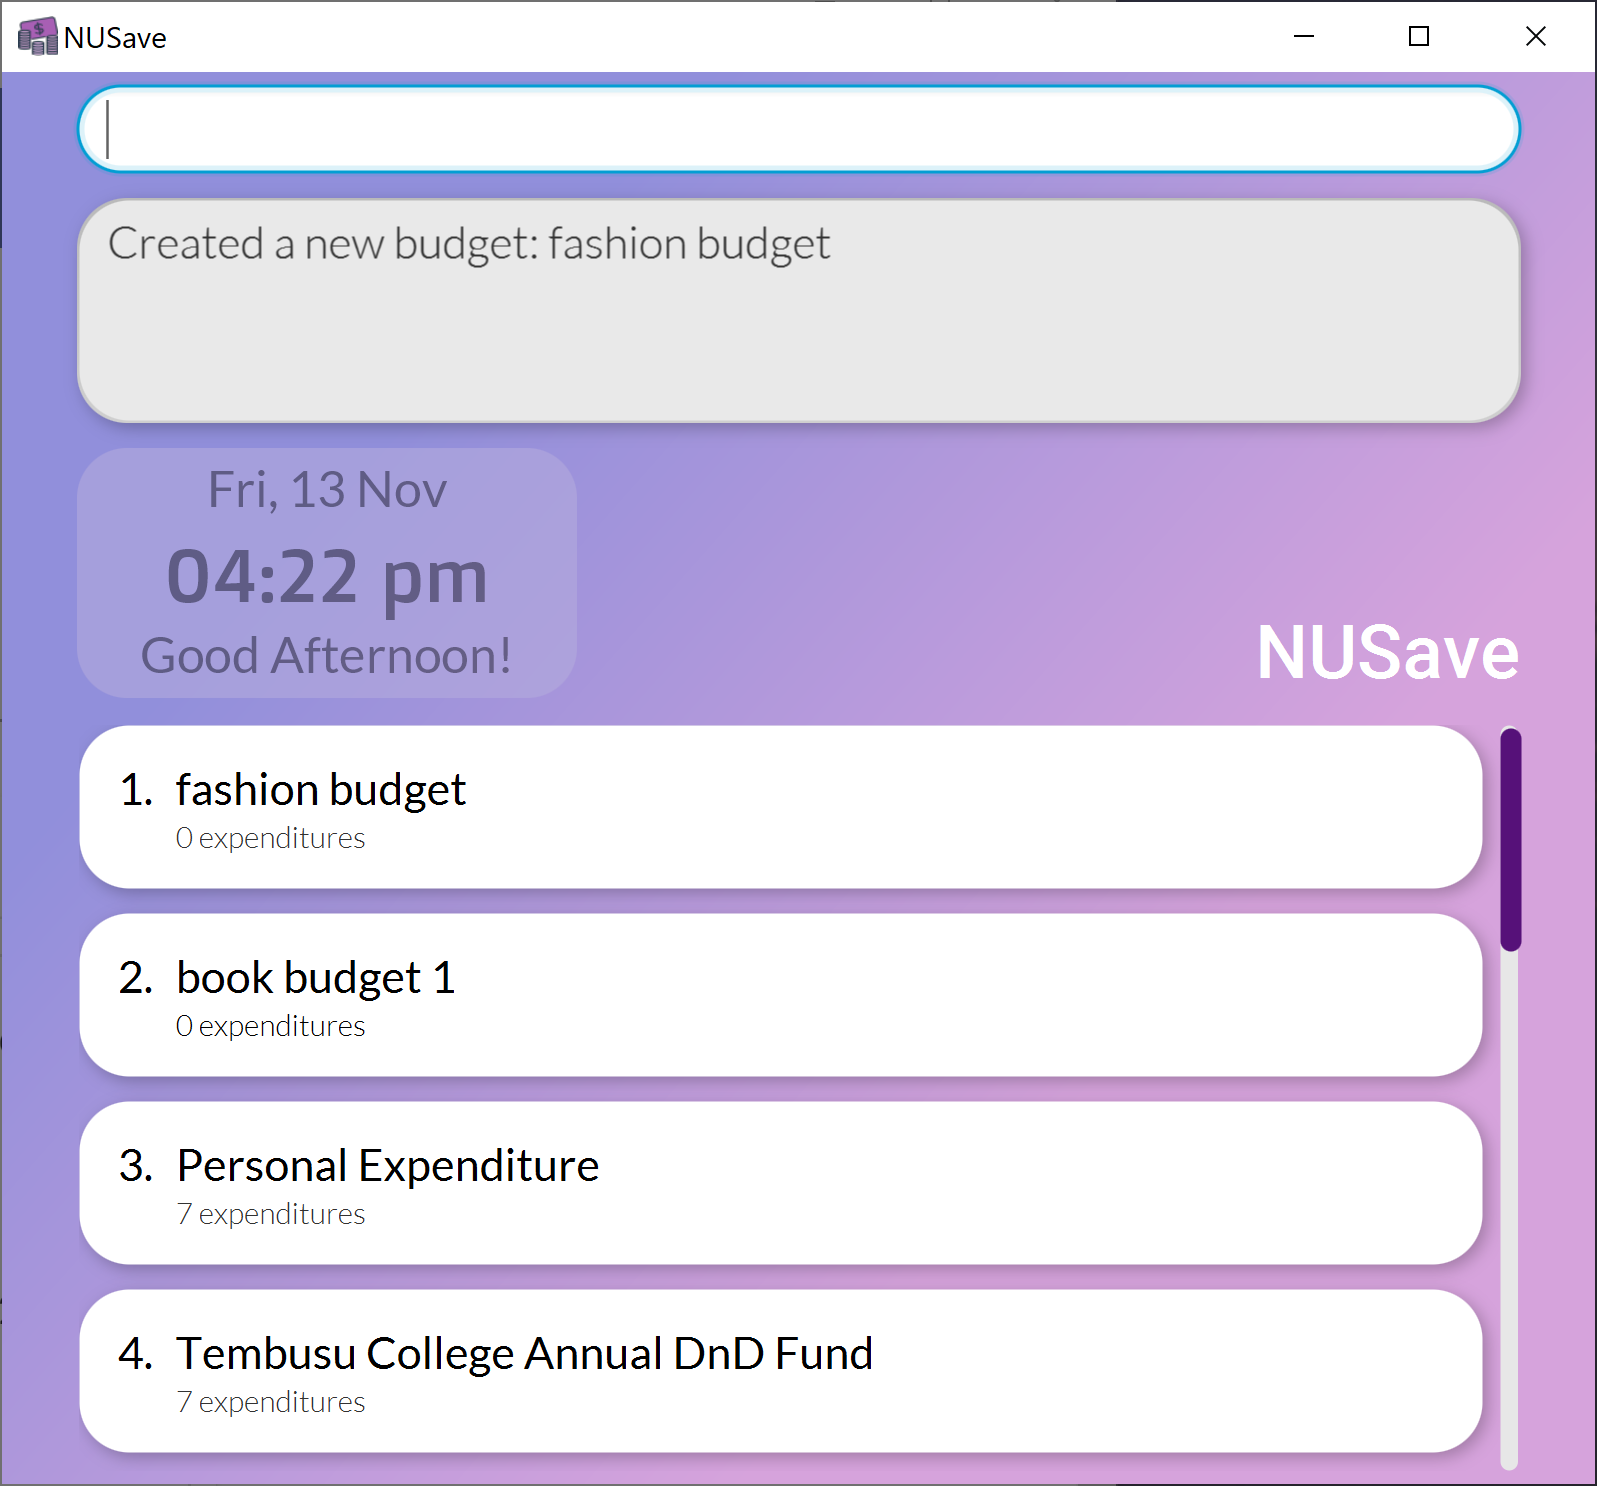 NUSave
Created a new budget: fashion budget
Fri, 13 Nov
04:22 pm
Good Afternoon!
NUSave
1. fashion budget
0 expenditures
2. book budget 1
0 expenditures
3. Personal Expenditure
7 expenditures
4. Tembusu College Annual DnD Fund
7 expenditures